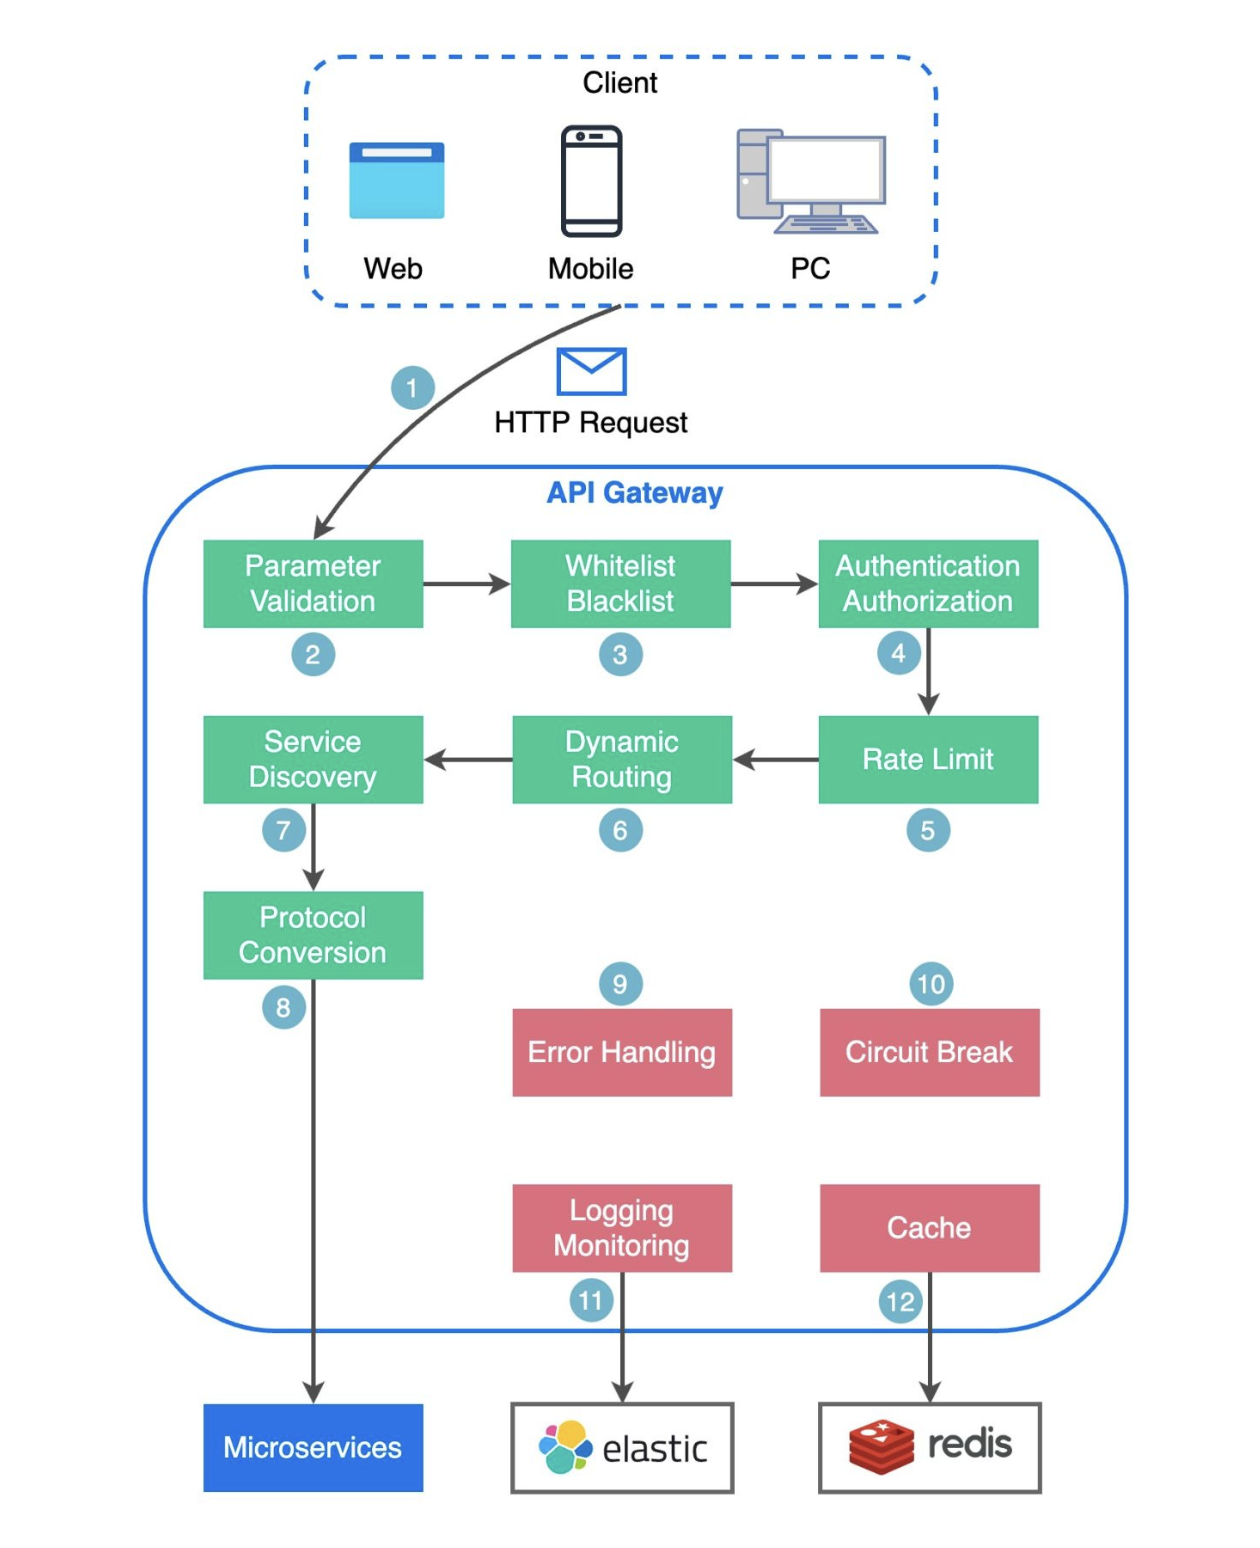 Client
Web
Mobile
PC
1
HTTP Request
API Gateway
Parameter
Validation
2
Whitelist
Blacklist
3
Authentication
Authorization
4
Service
Discovery
7
Dynamic
Routing
6
Rate Limit
5
Protocol
Conversion
8
9
Error Handling
10
Circuit Break
Logging
Monitoring
11
Cache
12
Microservices
elastic
redis